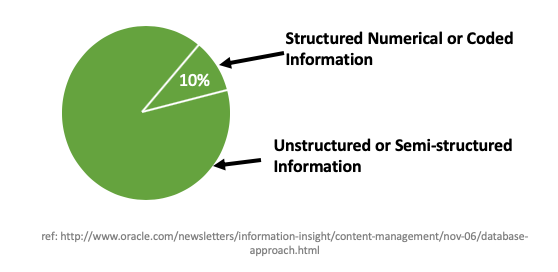 Structured Numerical or Coded
Information
10%
Unstructured or Semi-structured
Information
ref: http://www.oracle.com/newsletters/information-insight/content-management/nov-06/database-
approach.html